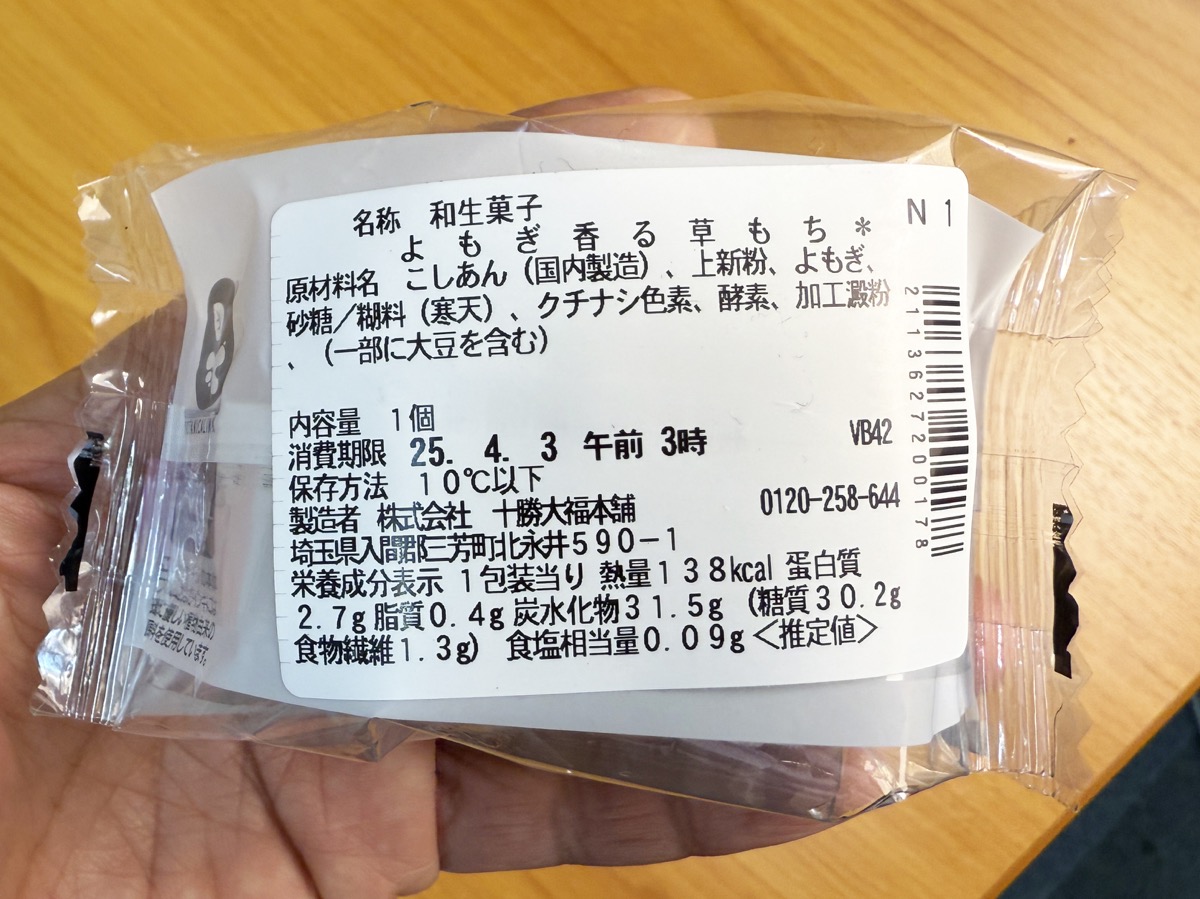 名称 和生菓子
N 1
よもぎ香る草もち*
原材料名 こしあん（国内製造）、上新粉、よもぎ、
砂糖／糊料（寒天）、クチナシ色素、酵素、加工澱粉
、（一部に大豆を含む）
内容量 1個
消費期限 25. 4. 3 午前 3時
VB42
保存方法 10℃以下
製造者 株式会社 十勝大福本舗
0120-258-644
埼玉県入間郡三芳町北永井590-1
栄養成分表示 1包装当り 熱量138kcal 蛋白質
2.7g 脂質0.4g 炭水化物31.5g （糖質30.2g
食物繊維1.3g） 食塩相当量0.09g＜推定値＞
2113627200178
使用しています。